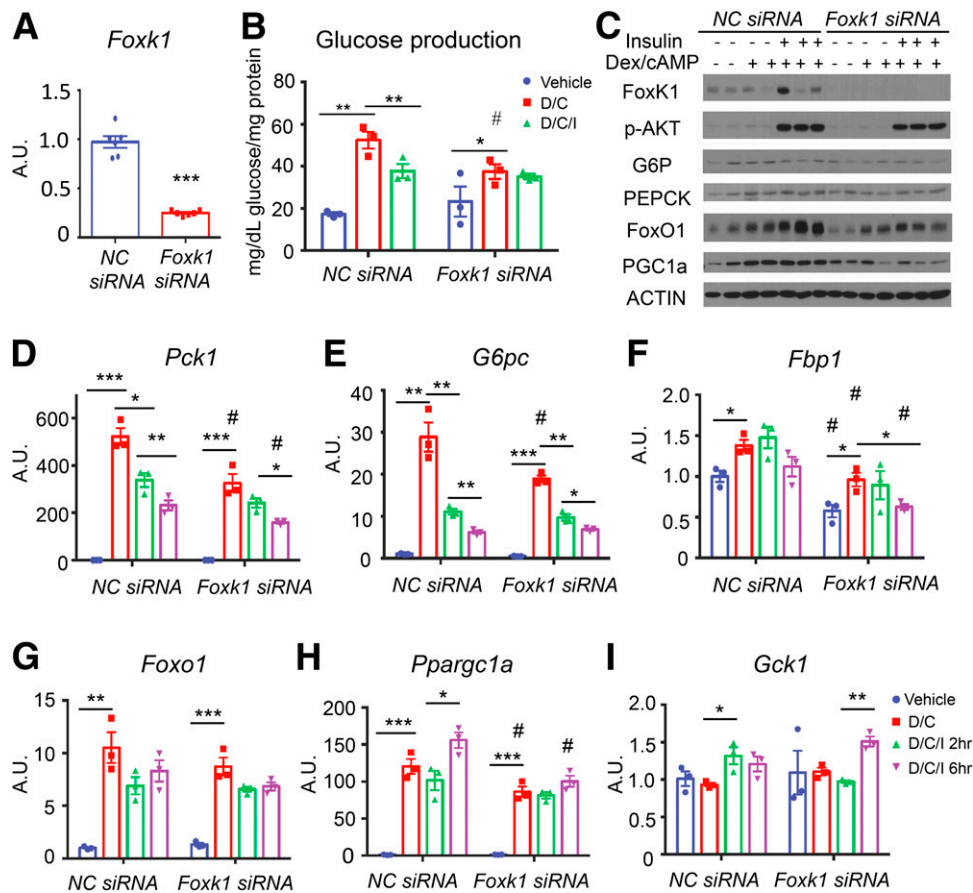 A
Foxk1
A.U.
1.5
1.0
0.5
0
***
NC siRNA
Foxk1 siRNA
B
Glucose production
mg/dL glucose/mg protein
80
60
40
20
0
**
**
*
#
Vehicle
D/C
D/C/I
NC siRNA
Foxk1 siRNA
C
NC siRNA Foxk1 siRNA
Insulin - - - - + + + - - - - + + +
Dex/cAMP - - + + + + + - - + + + + +
FoxK1
p-AKT
G6P
PEPCK
FoxO1
PGC1a
ACTIN
D
Pck1
A.U.
600
400
200
0
***
*
**
***
#
#
*
NC siRNA
Foxk1 siRNA
E
G6pc
A.U.
40
30
20
10
0
**
**
**
***
#
**
*
NC siRNA
Foxk1 siRNA
F
Fbp1
A.U.
2.0
1.5
1.0
0.5
0.0
*
#
#
#
*
*
NC siRNA
Foxk1 siRNA
G
Foxo1
A.U.
15
10
5
0
**
***
NC siRNA
Foxk1 siRNA
H
Ppargc1a
A.U.
200
150
100
50
0
***
*
#
***
#
NC siRNA
Foxk1 siRNA
I
Gck1
A.U.
2.0
1.5
1.0
0.5
0.0
*
**
Vehicle
D/C
D/C/I 2hr
D/C/I 6hr
NC siRNA
Foxk1 siRNA